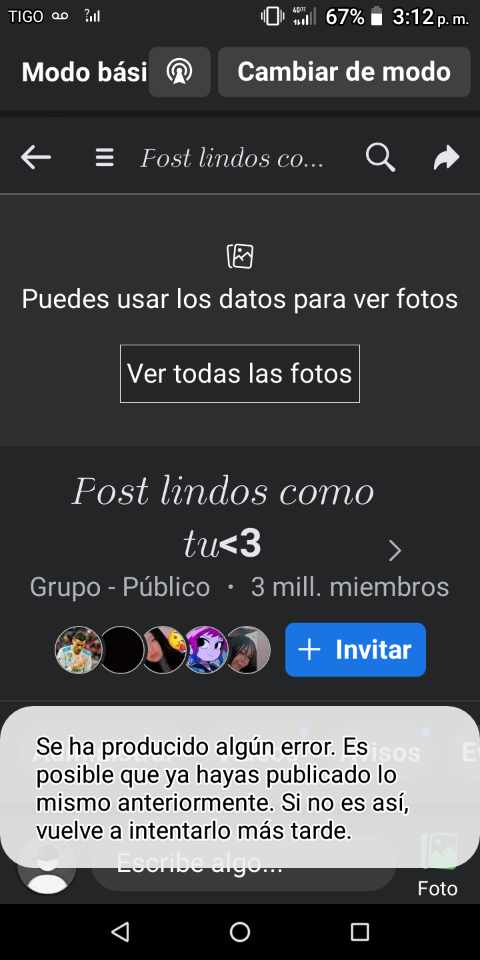 TIGO 67% 3:12 p. m.
Modo bási Cambiar de modo
Post lindos co...
Puedes usar los datos para ver fotos
Ver todas las fotos
Post lindos como
tu<3
Grupo - Público · 3 mill. miembros
+ Invitar
Se ha producido algún error. Es
posible que ya hayas publicado lo
mismo anteriormente. Si no es así,
vuelve a intentarlo más tarde.
Escribe algo...
Foto